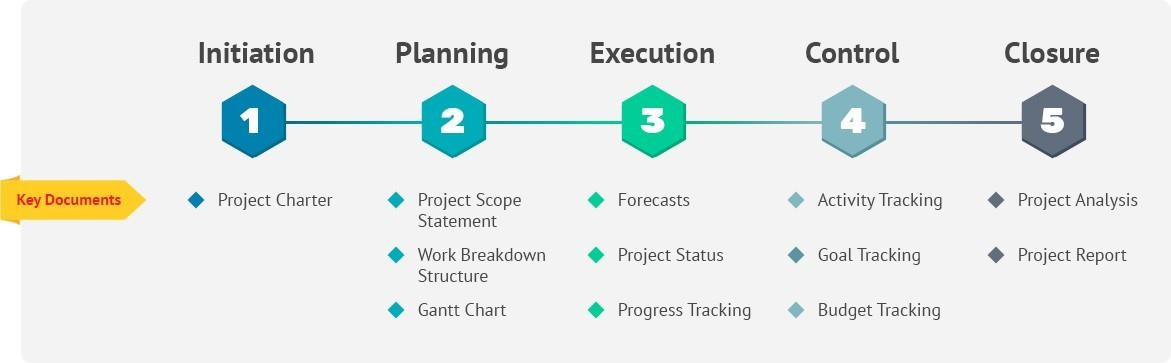 Initiation
Planning
Execution
Control
Closure
1
2
3
4
5
Key Documents
Project Charter
Project Scope
Statement
Work Breakdown
Structure
Gantt Chart
Forecasts
Project Status
Progress Tracking
Activity Tracking
Goal Tracking
Budget Tracking
Project Analysis
Project Report